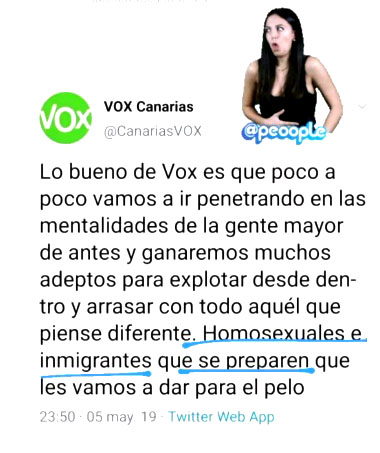 @peoople
VOX
VOX Canarias
@CanariasVOX
Lo bueno de Vox es que poco a
poco vamos a ir penetrando en las
mentalidades de la gente mayor
de antes y ganaremos muchos
adeptos para explotar desde den-
tro y arrasar con todo aquél que
piense diferente. Homosexuales e
inmigrantes que se preparen que
les vamos a dar para el pelo
23:50 · 05 may 19 · Twitter Web App